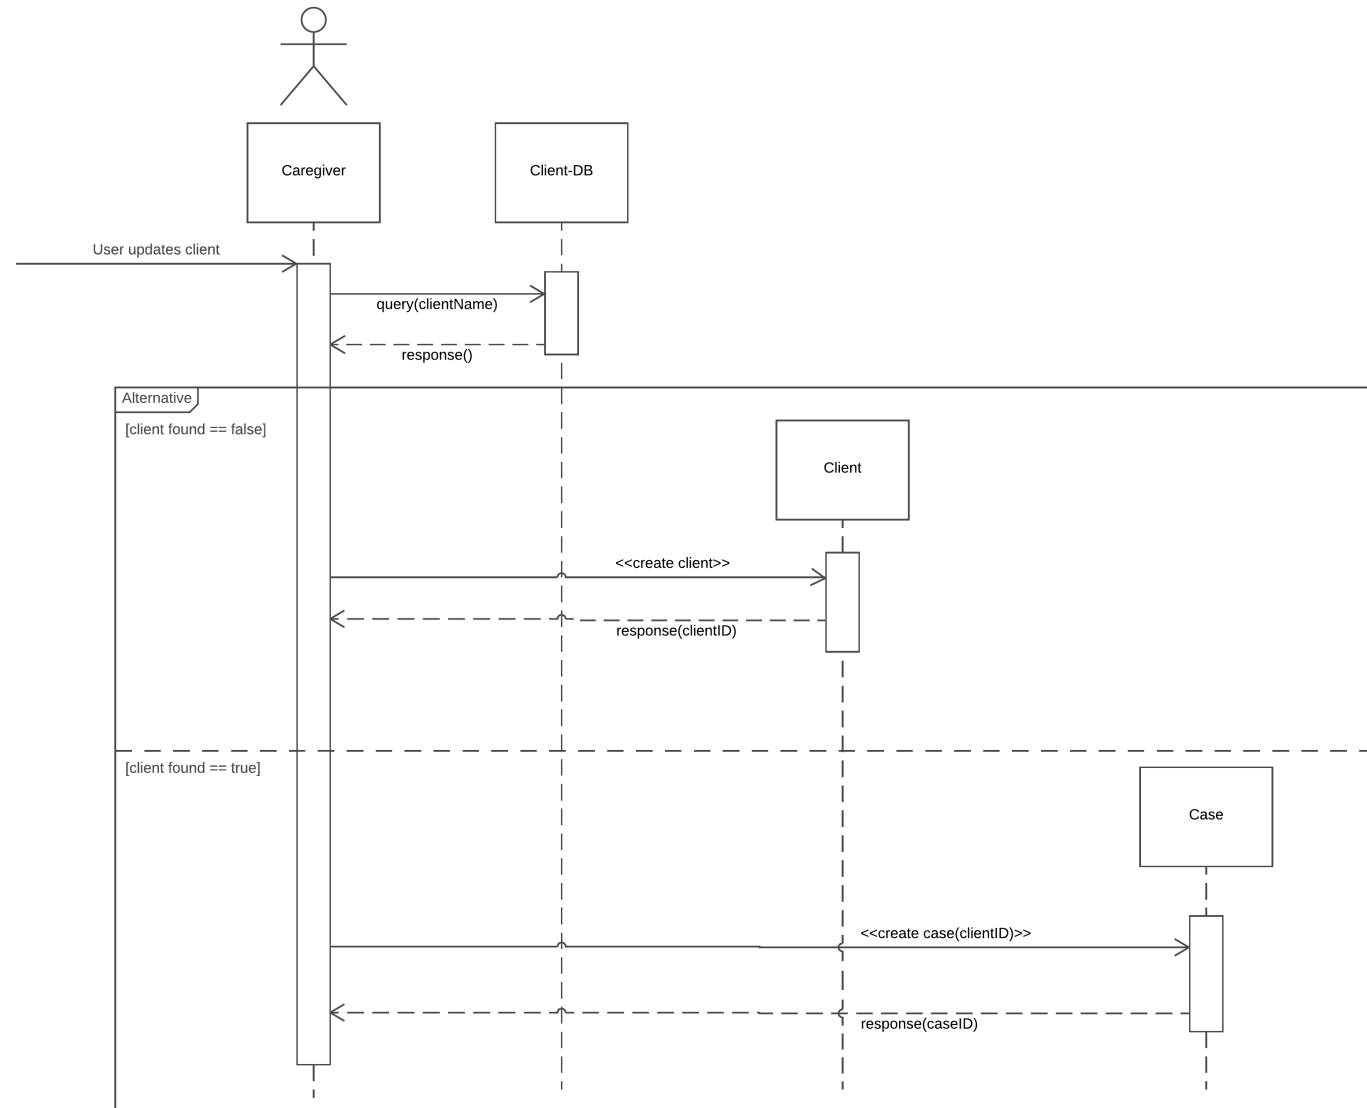 Caregiver
Client-DB
User updates client
query(clientName)
response()
Alternative
[client found == false]
Client
<<create client>>
response(clientID)
[client found == true]
Case
<<create case(clientID)>>
response(caseID)